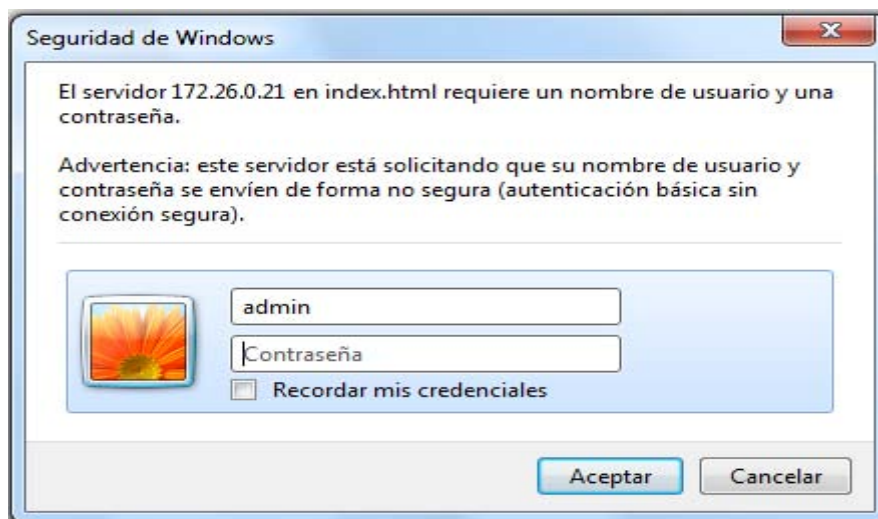 Seguridad de Windows
El servidor 172.26.0.21 en index.html requiere un nombre de usuario y una
contraseña.
Advertencia: este servidor está solicitando que su nombre de usuario y
contraseña se envíen de forma no segura (autenticación básica sin
conexión segura).
admin
Contraseña
Recordar mis credenciales
Aceptar Cancelar